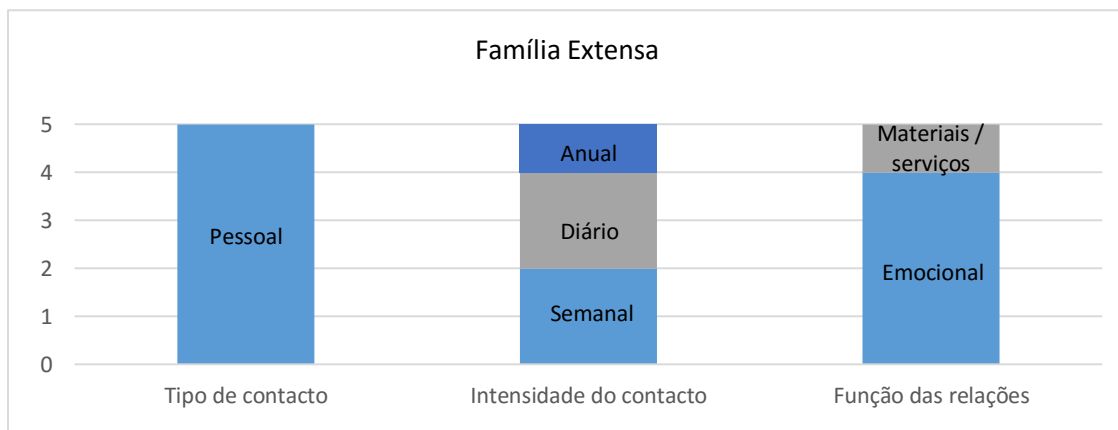 Família Extensa
5
4
3
2
1
0
Pessoal
Anual
Diário
Semanal
Materiais /
serviços
Emocional
Tipo de contacto
Intensidade do contacto
Função das relações